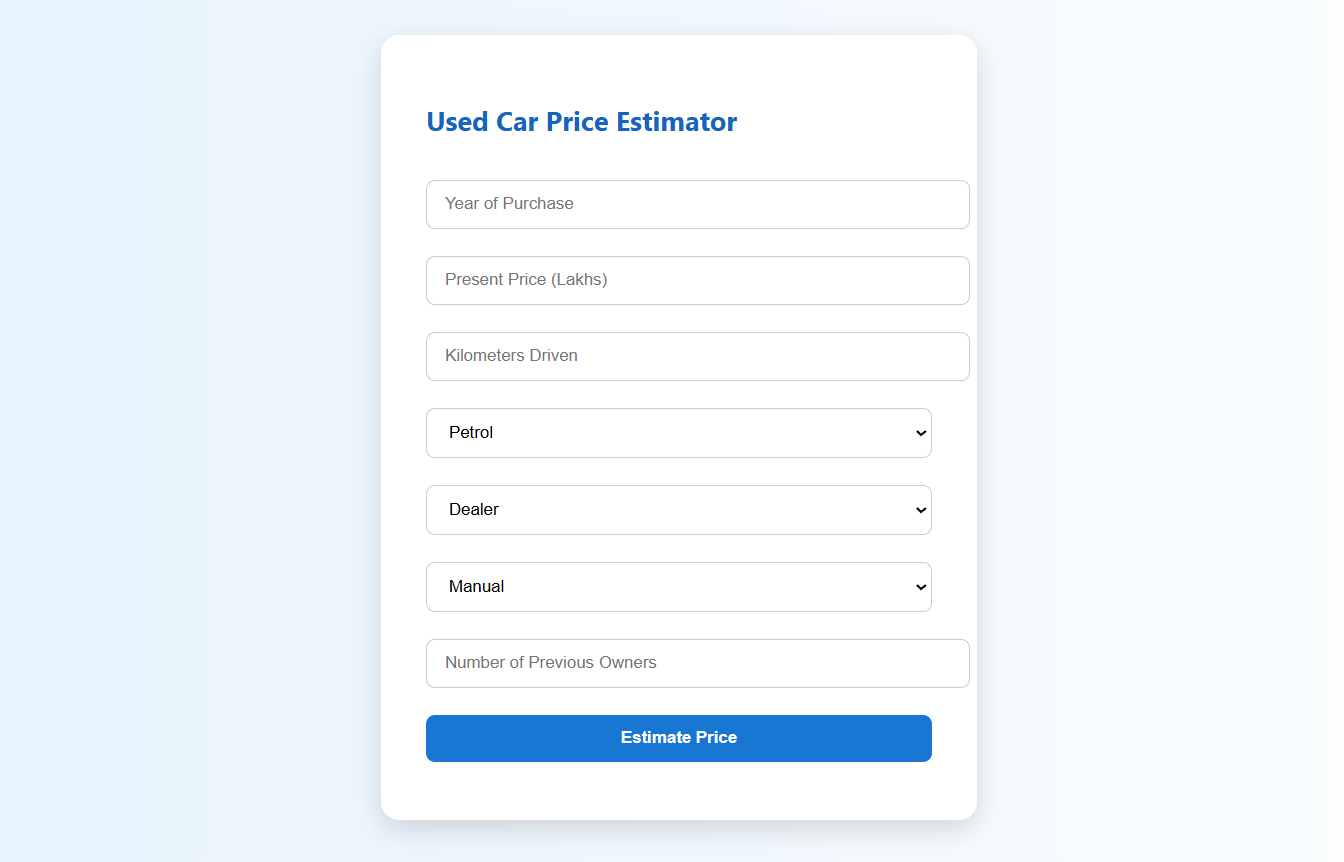 Used Car Price Estimator
Year of Purchase
Present Price (Lakhs)
Kilometers Driven
Petrol
Dealer
Manual
Number of Previous Owners
Estimate Price